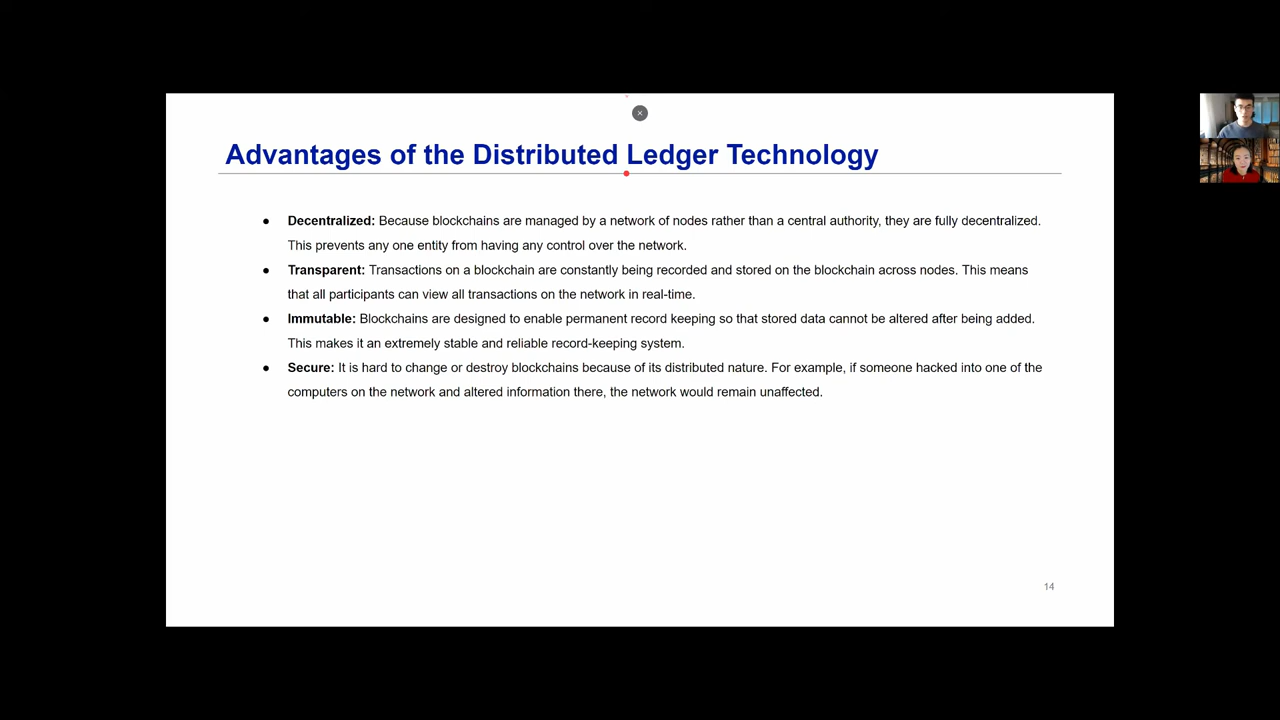 Advantages of the Distributed Ledger Technology
● Decentralized: Because blockchains are managed by a network of nodes rather than a central authority, they are fully decentralized.
This prevents any one entity from having any control over the network.
● Transparent: Transactions on a blockchain are constantly being recorded and stored on the blockchain across nodes. This means
that all participants can view all transactions on the network in real-time.
● Immutable: Blockchains are designed to enable permanent record keeping so that stored data cannot be altered after being added.
This makes it an extremely stable and reliable record-keeping system.
● Secure: It is hard to change or destroy blockchains because of its distributed nature. For example, if someone hacked into one of the
computers on the network and altered information there, the network would remain unaffected.
14